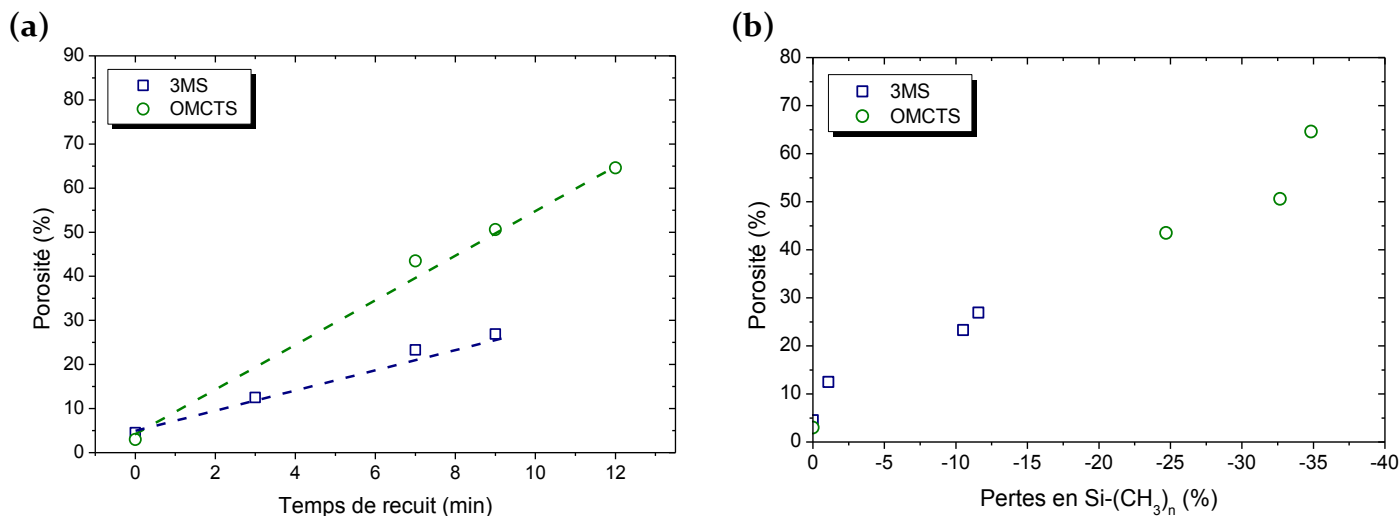 (a)
90
80
70
60
50
40
30
20
10
0
Porosité (%)
3MS
OMCTS
0 2 4 6 8 10 12
Temps de recuit (min)
(b)
80
70
60
50
40
30
20
10
0
Porosité (%)
3MS
OMCTS
0 -5 -10 -15 -20 -25 -30 -35 -40
Pertes en Si-(CH₃)ₙ (%)